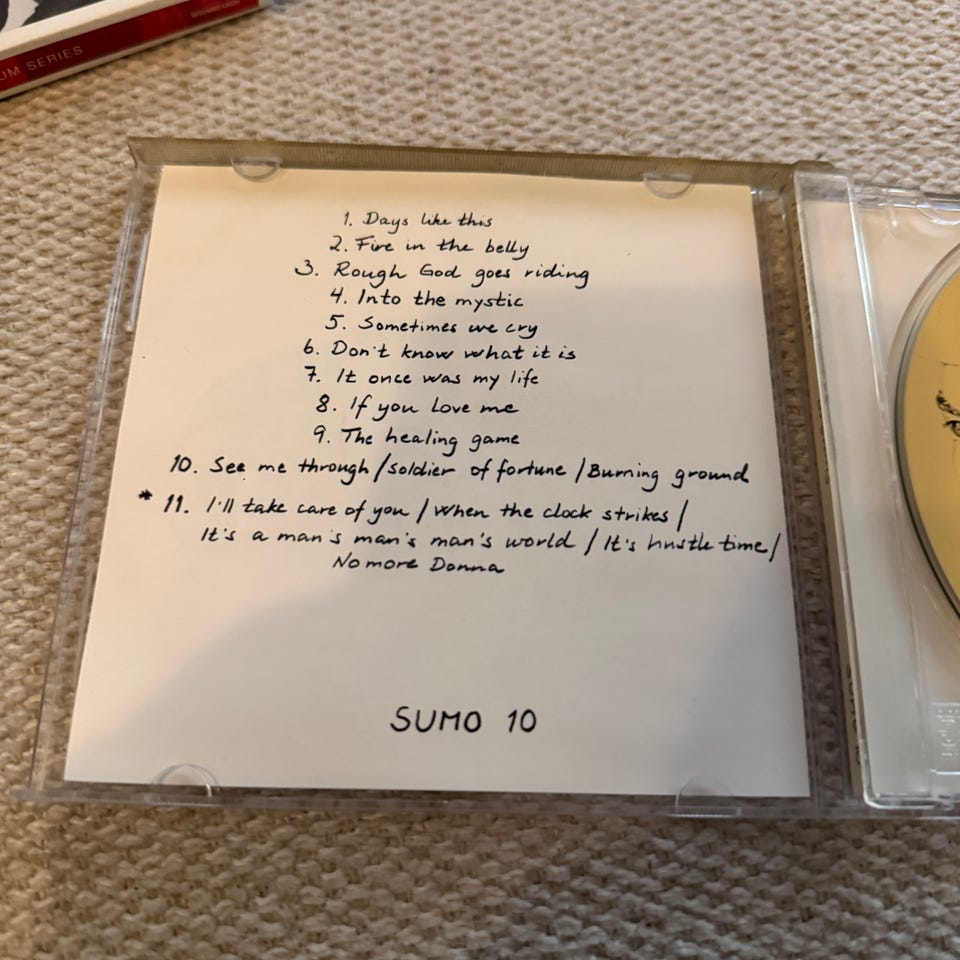 UM SERIES
1. Days like this
2. Fire in the belly
3. Rough God goes riding
4. Into the mystic
5. Sometimes we cry
6. Don't know what it is
7. It once was my life
8. If you Love me
9. The healing game
10. See me through / soldier of fortune / Burning ground
* 11. I'll take care of you / When the clock strikes /
It's a man's man's man's world / It's hustle time /
No more Donna
SUMO 10